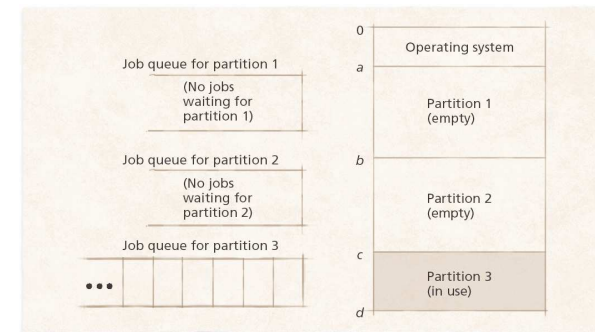 Job queue for partition 1
(No jobs
waiting for
partition 1)
Job queue for partition 2
(No jobs
waiting for
partition 2)
Job queue for partition 3
•••
0
Operating system
a
Partition 1
(empty)
b
Partition 2
(empty)
c
Partition 3
(in use)
d